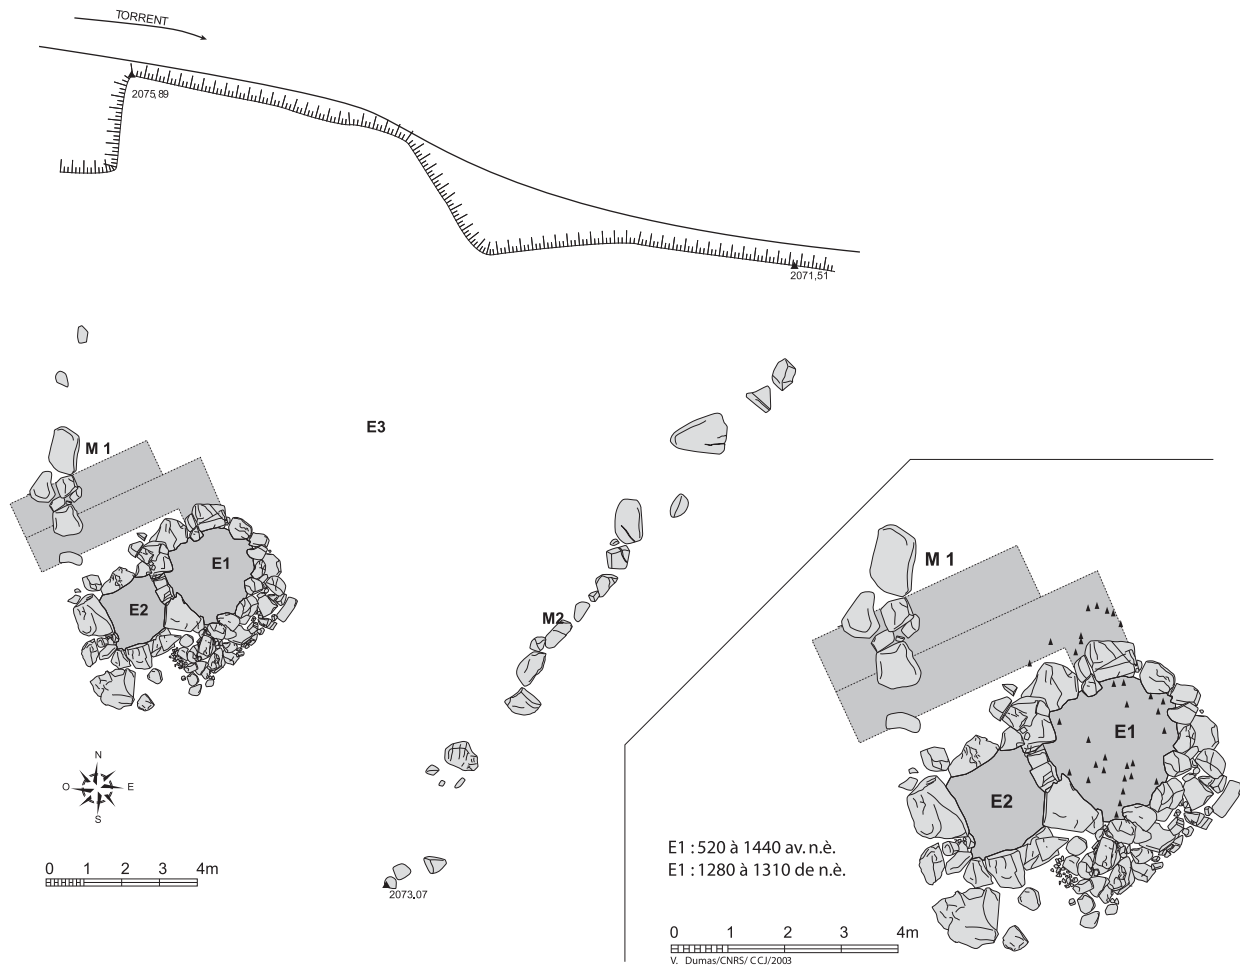 TORRENT
2075,89
2071,51
E3
M 1
E1
E2
M2
N
O
E
S
0 1 2 4m
2073.07
M 1
E1
E2
E1 : 520 à 1440 av. n.è.
E1 : 1280 à 1310 de n.è.
0 1 2 3 4m
V. Dumas/CNRS/ CCJ/2003